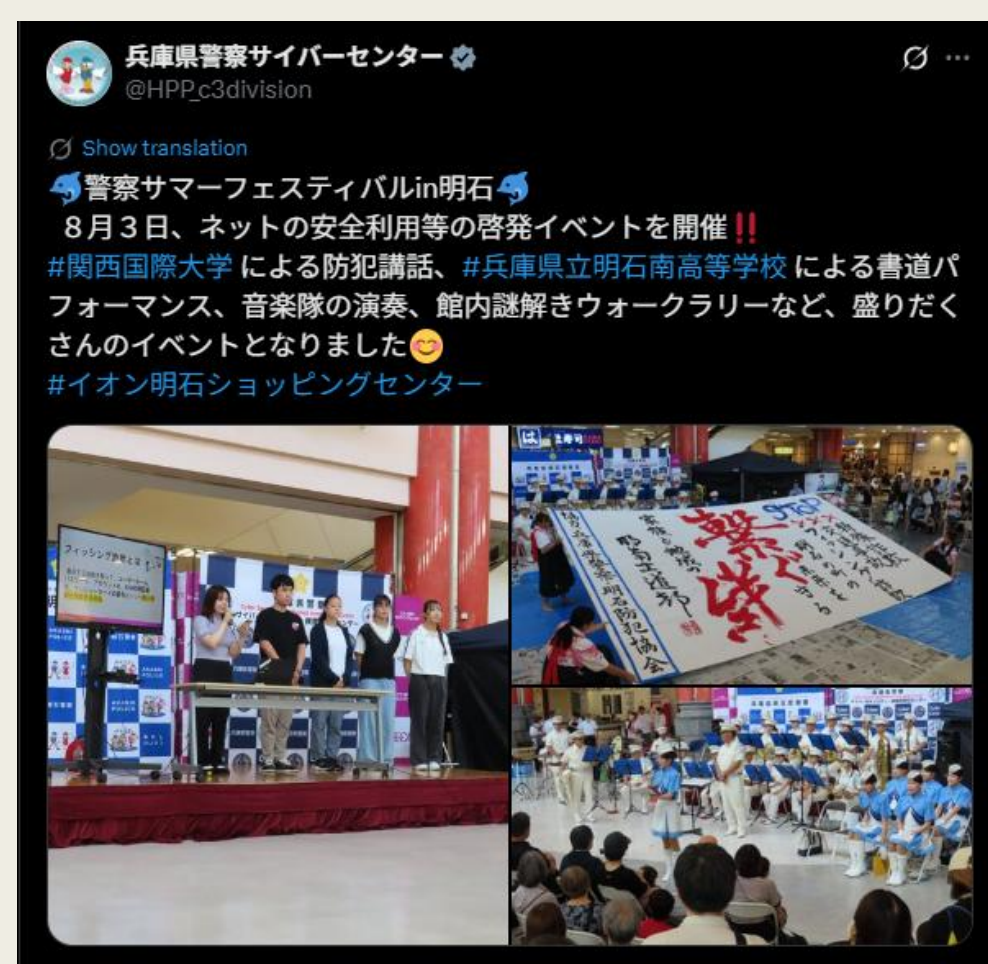 兵庫県警察サイバーセンター
@HPP_c3division
Show translation
🐬警察サマーフェスティバルin明石🐬
８月３日、ネットの安全利用等の啓発イベントを開催‼️
#関西国際大学 による防犯講話、#兵庫県立明石南高等学校 による書道パ
フォーマンス、音楽隊の演奏、館内謎解きウォークラリーなど、盛りだく
さんのイベントとなりました😊
#イオン明石ショッピングセンター
フィッシング詐欺とは
STOP
繋ぐ